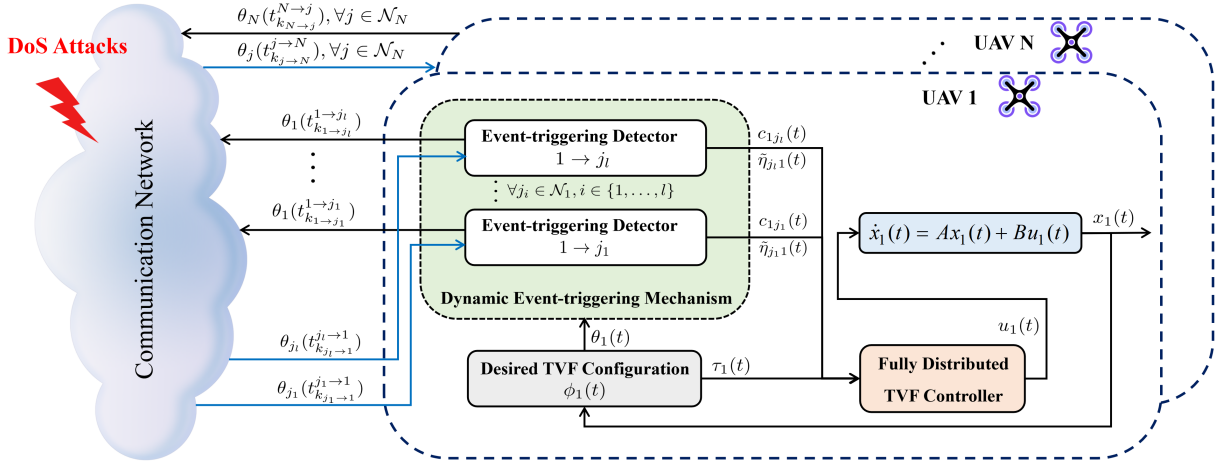 θ_N(t^{N→j}_{k_{N→j}}), ∀j ∈ 𝒩_N
DoS Attacks
θ_j(t^{j→N}_{k_{j→N}}), ∀j ∈ 𝒩_N
UAV N
UAV 1
θ_1(t^{1→j_l}_{k_{1→j_l}})
Event-triggering Detector
1 → j_l
c_{1j_l}(t)
η̃_{j_l1}(t)
∀j_i ∈ 𝒩_1, i ∈ {1, …, l}
θ_1(t^{1→j_1}_{k_{1→j_1}})
Event-triggering Detector
1 → j_1
c_{1j_1}(t)
η̃_{j_11}(t)
ẋ_1(t) = Ax_1(t) + Bu_1(t)
x_1(t)
Communication Network
Dynamic Event-triggering Mechanism
θ_{j_l}(t^{j_l→1}_{k_{j_l→1}})
θ_1(t)
u_1(t)
Desired TVF Configuration
ϕ_1(t)
τ_1(t)
Fully Distributed
TVF Controller
θ_{j_1}(t^{j_1→1}_{k_{j_1→1}})